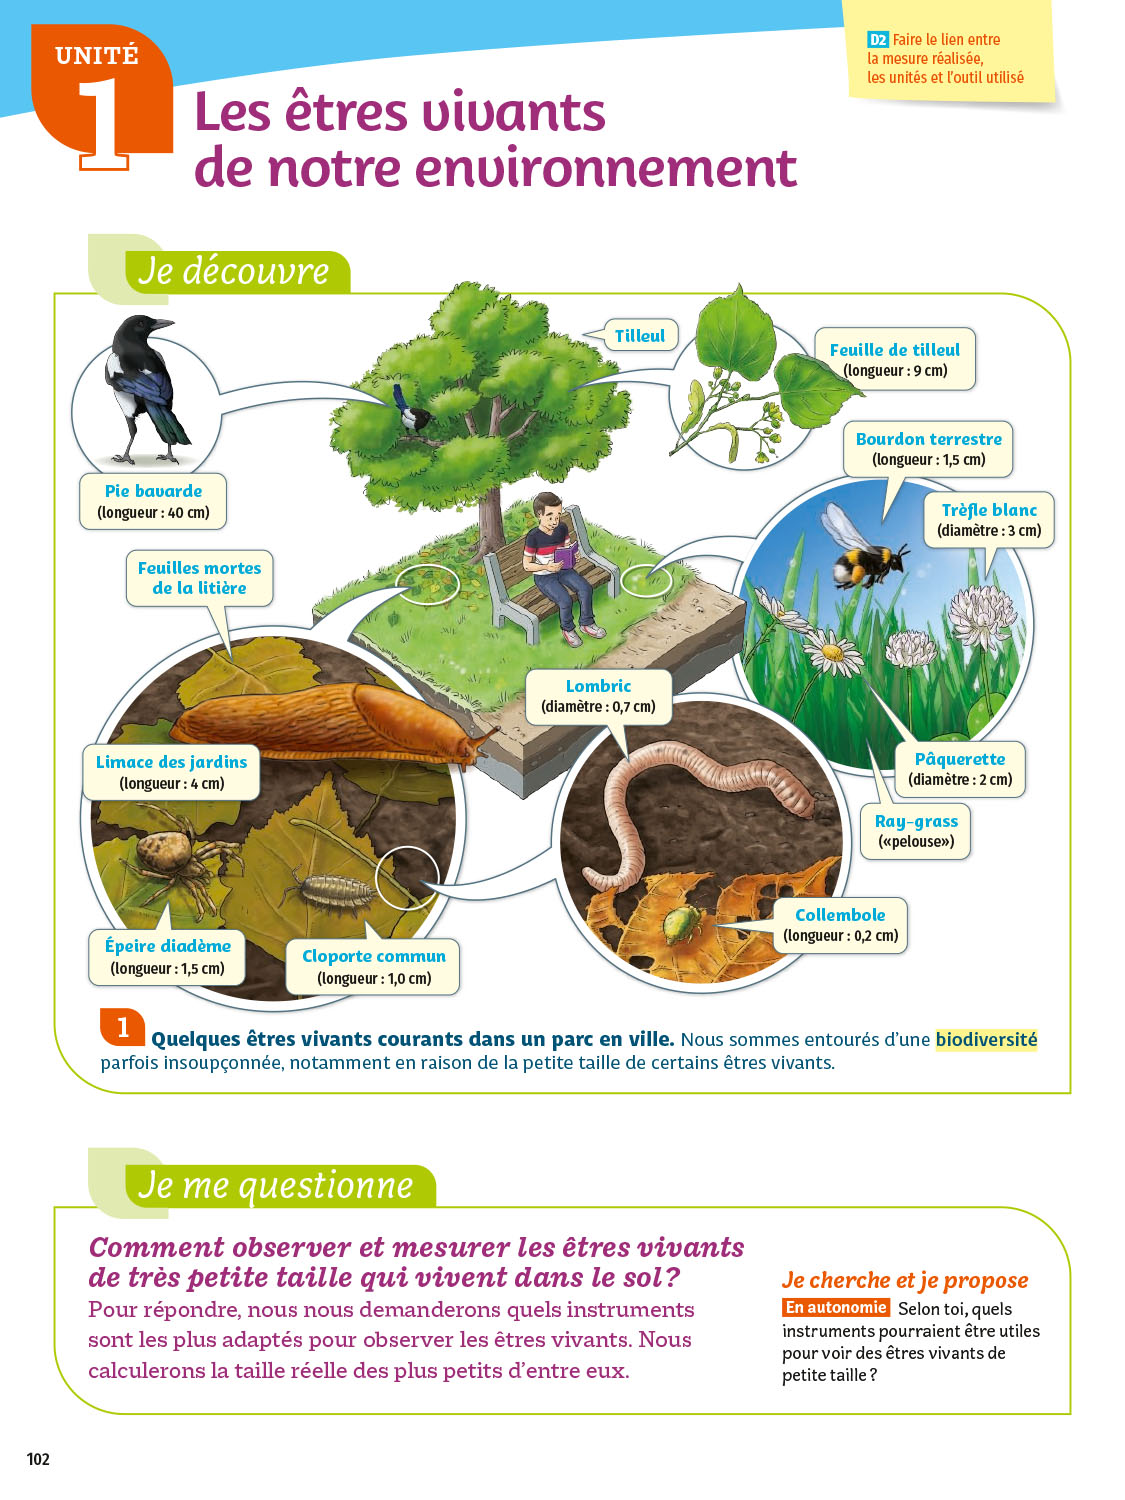 UNITÉ
1
D2 Faire le lien entre
la mesure réalisée,
les unités et l'outil utilisé
Les êtres vivants
de notre environnement
Je découvre
Tilleul
Feuille de tilleul
(longueur : 9 cm)
Bourdon terrestre
(longueur : 1,5 cm)
Pie bavarde
(longueur : 40 cm)
Trèfle blanc
(diamètre : 3 cm)
Feuilles mortes
de la litière
Lombric
(diamètre : 0,7 cm)
Limace des jardins
(longueur : 4 cm)
Pâquerette
(diamètre : 2 cm)
Ray-grass
(«pelouse»)
Collembole
(longueur : 0,2 cm)
Épeire diadème
(longueur : 1,5 cm)
Cloporte commun
(longueur : 1,0 cm)
1 Quelques êtres vivants courants dans un parc en ville. Nous sommes entourés d'une biodiversité
parfois insoupçonnée, notamment en raison de la petite taille de certains êtres vivants.
Je me questionne
Comment observer et mesurer les êtres vivants
de très petite taille qui vivent dans le sol ?
Pour répondre, nous nous demanderons quels instruments
sont les plus adaptés pour observer les êtres vivants. Nous
calculerons la taille réelle des plus petits d'entre eux.
Je cherche et je propose
En autonomie Selon toi, quels
instruments pourraient être utiles
pour voir des êtres vivants de
petite taille ?
102